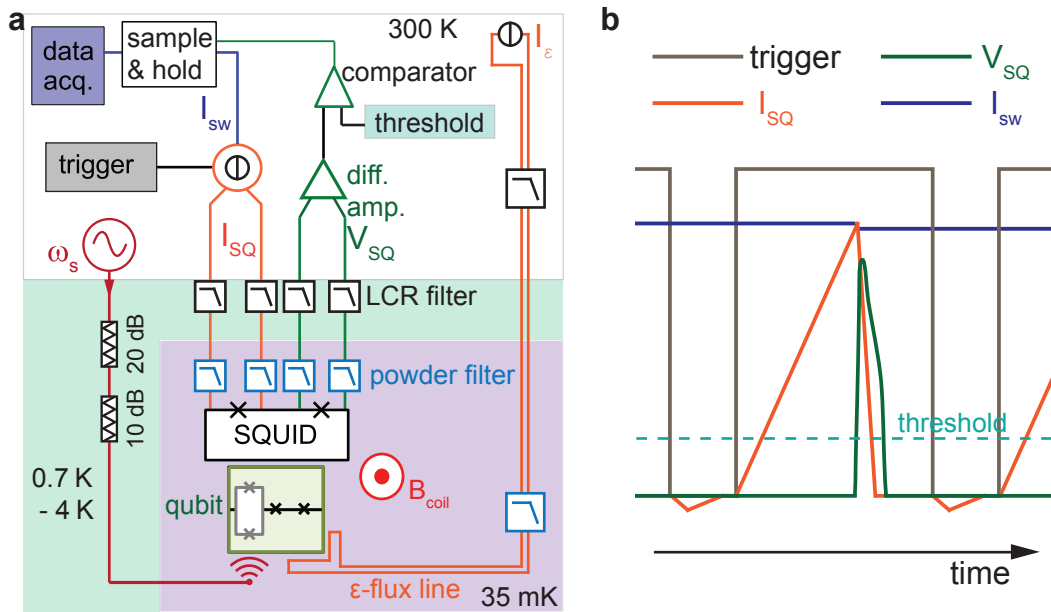 a
data
acq.
sample
& hold
300 K
I_ε
comparator
I_sw
threshold
trigger
diff.
amp.
I_SQ
V_SQ
ω_s
LCR filter
20 dB
powder filter
10 dB
SQUID
0.7 K
- 4 K
qubit
B_coil
ε-flux line
35 mK
b
trigger
V_SQ
I_SQ
I_sw
threshold
time